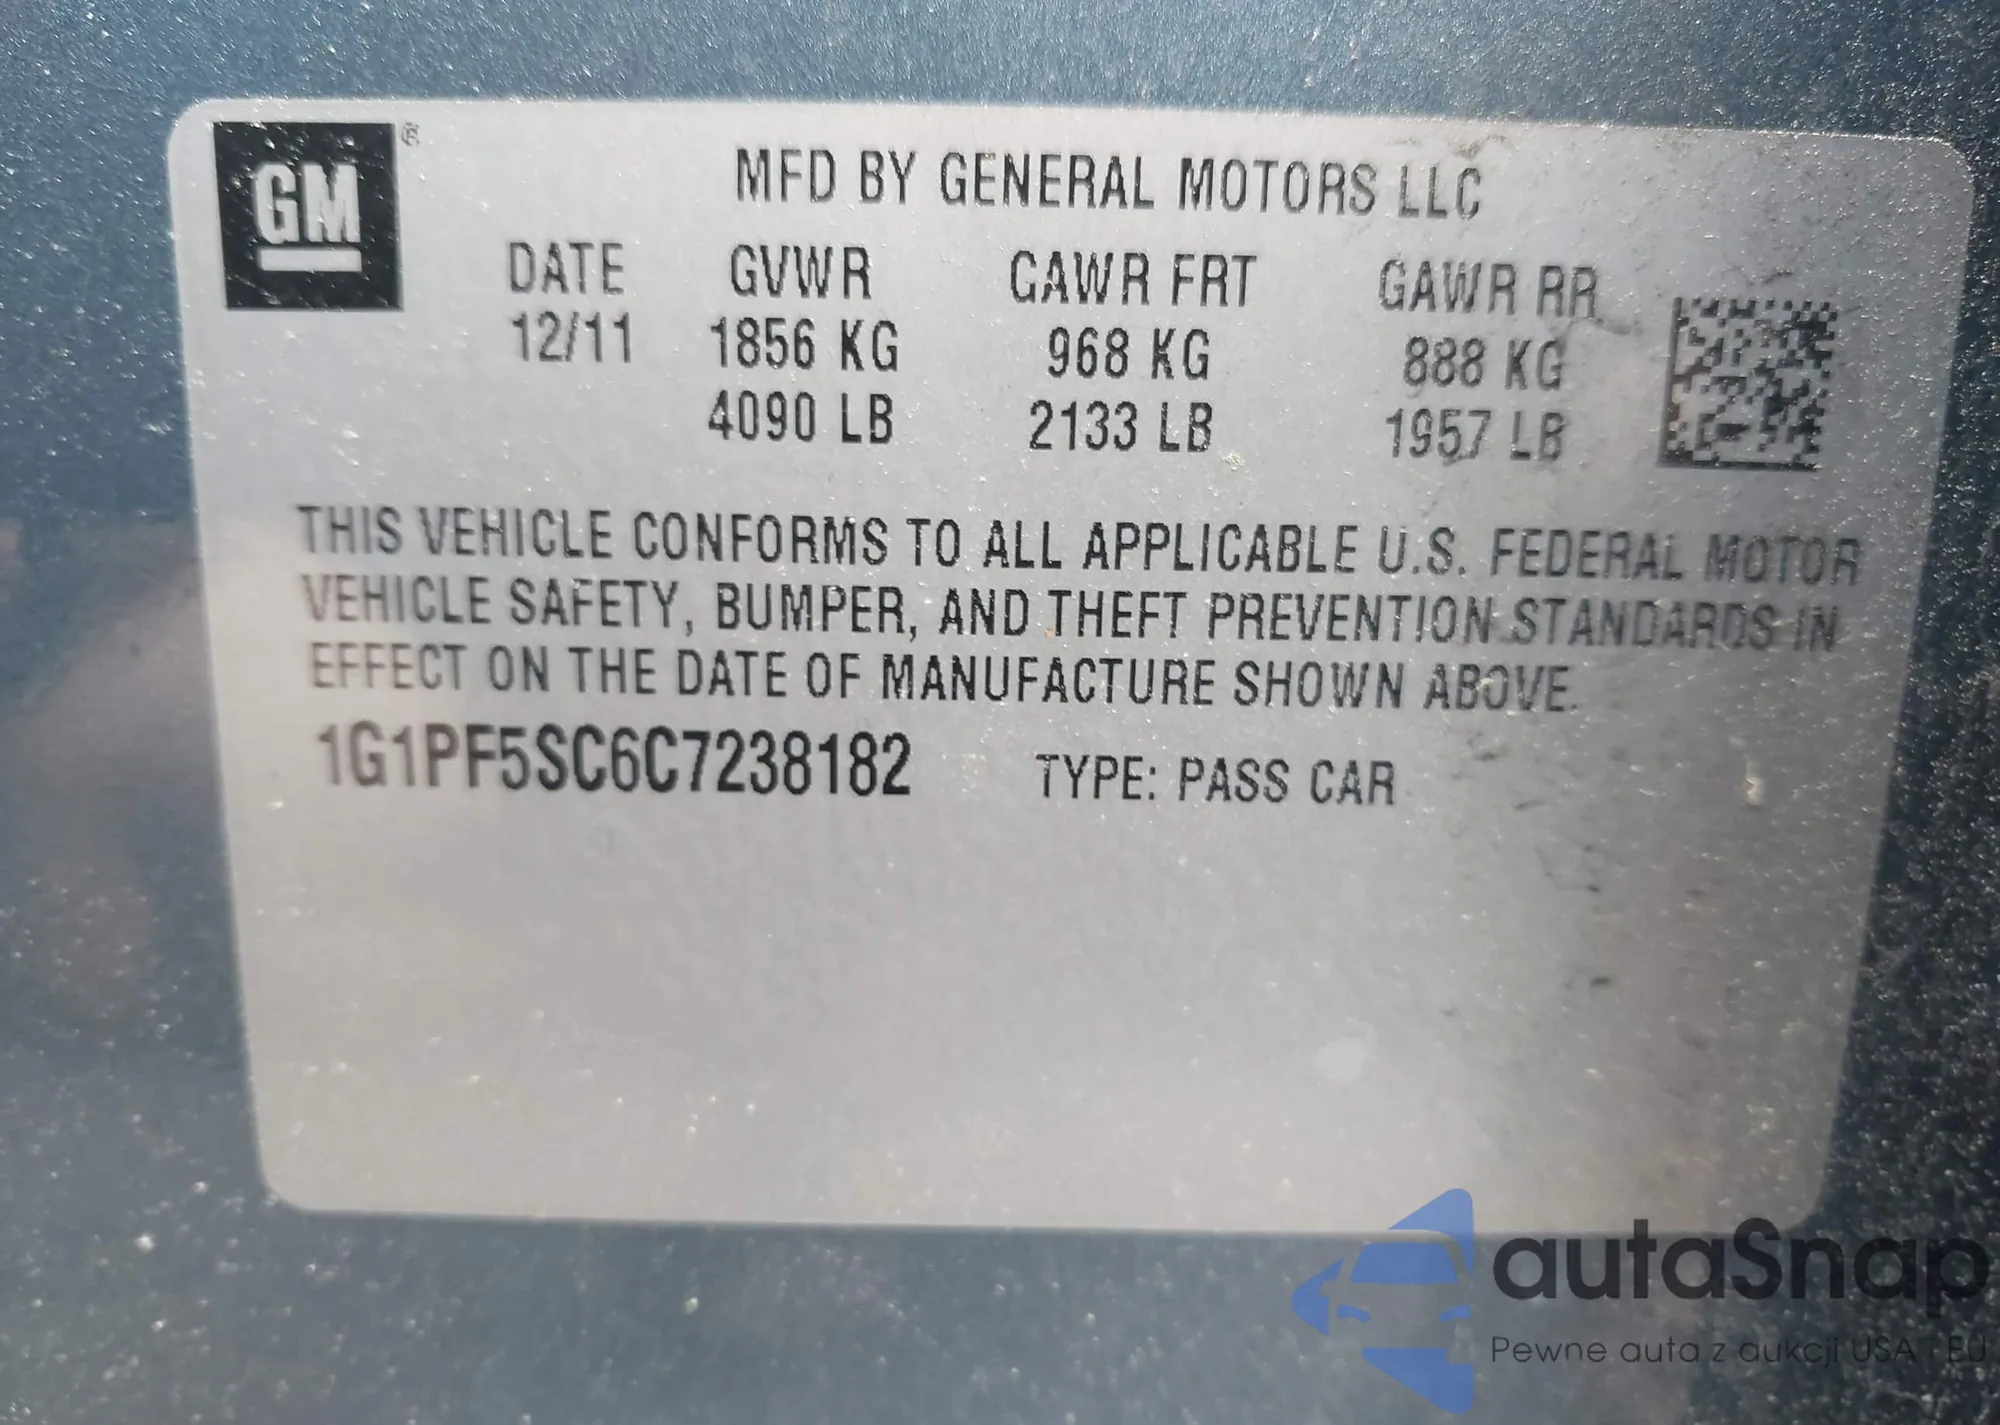 GM®
MFD BY GENERAL MOTORS LLC
DATE GVWR GAWR FRT GAWR RR
12/11 1856 KG 968 KG 888 KG
4090 LB 2133 LB 1957 LB
THIS VEHICLE CONFORMS TO ALL APPLICABLE U.S. FEDERAL MOTOR
VEHICLE SAFETY, BUMPER, AND THEFT PREVENTION STANDARDS IN
EFFECT ON THE DATE OF MANUFACTURE SHOWN ABOVE.
1G1PF5SC6C7238182 TYPE: PASS CAR
autaSnap
Pewne auta z aukcji USA i EU